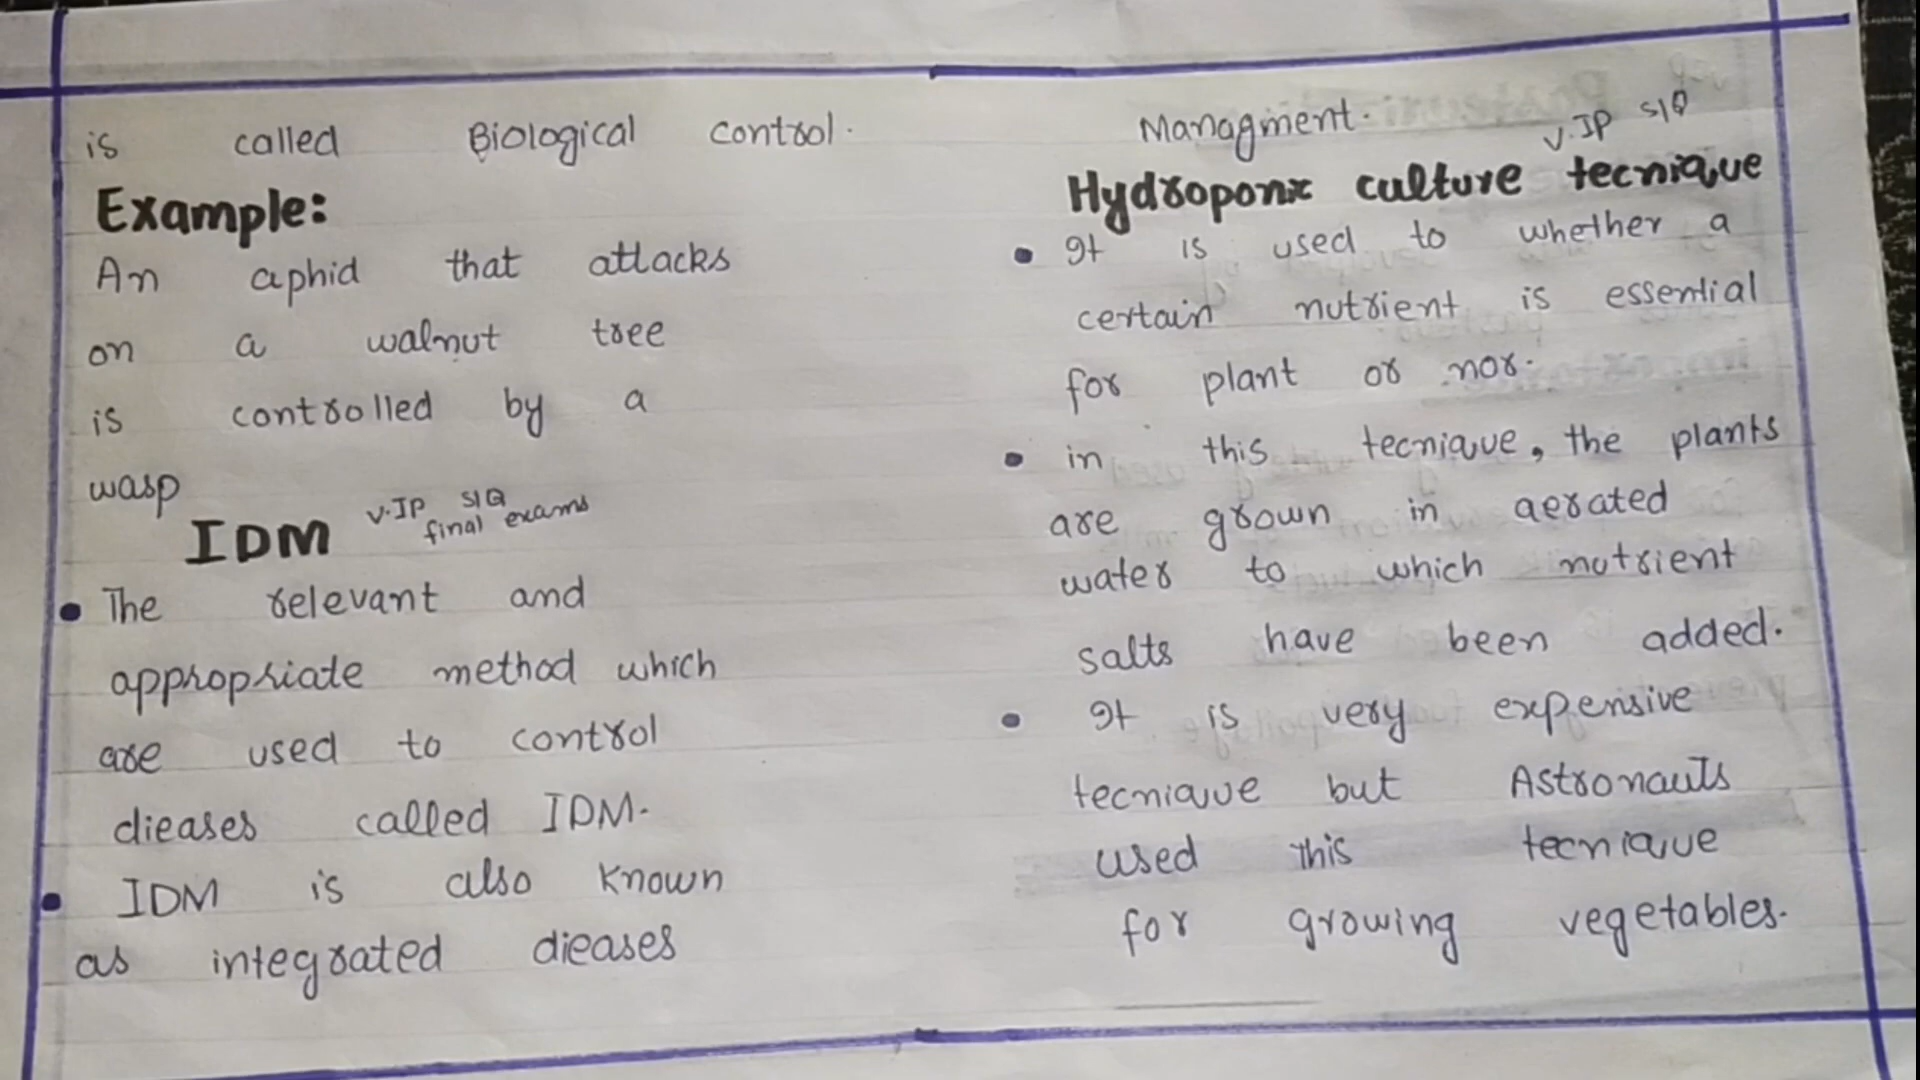 is called Biological control.
Example:
An aphid that attacks
on a walnut tree
is controlled by a
wasp
IDM v.IP S/Q
final exams
• The relevant and
appropriate method which
are used to control
dieases called IDM.
• IDM is also known
as integrated dieases
Managment.
v.IP S/Q
Hydroponix culture tecnique
• It is used to whether a
certain nutrient is essential
for plant or nor.
• in this tecnique, the plants
are grown in aerated
water to which nutrient
salts have been added.
• It is very expensive
tecnique but Astronauts
used this tecnique
for growing vegetables.